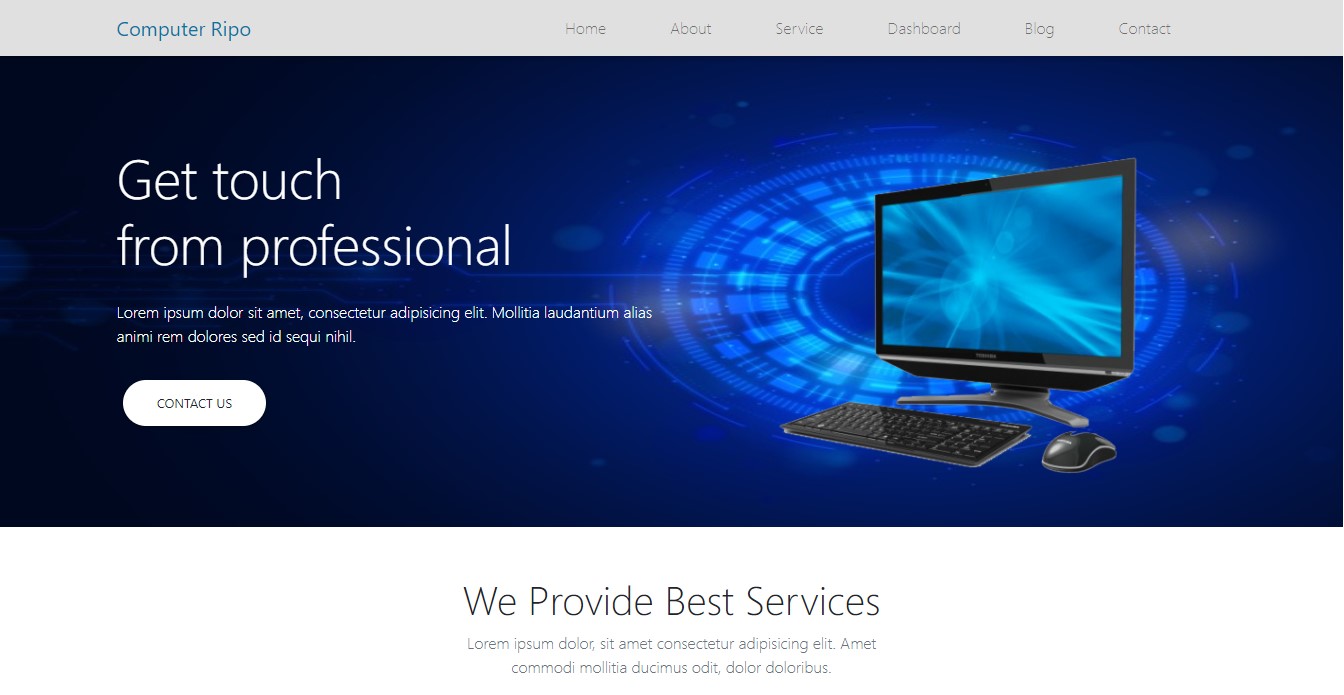 Computer Ripo
Home About Service Dashboard Blog Contact
Get touch
from professional
Lorem ipsum dolor sit amet, consectetur adipisicing elit. Mollitia laudantium alias
animi rem dolores sed id sequi nihil.
CONTACT US
TOSHIBA
We Provide Best Services
Lorem ipsum dolor, sit amet consectetur adipisicing elit. Amet
commodi mollitia ducimus odit, dolor doloribus.